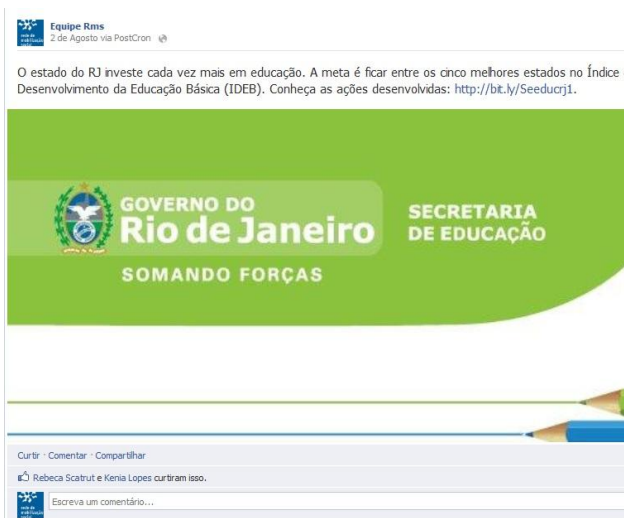 Equipe Rms
2 de Agosto via PostCron
O estado do RJ investe cada vez mais em educação. A meta é ficar entre os cinco melhores estados no Índice
Desenvolvimento da Educação Básica (IDEB). Conheça as ações desenvolvidas: http://bit.ly/Seeducrj1.
GOVERNO DO
Rio de Janeiro
SOMANDO FORÇAS
SECRETARIA
DE EDUCAÇÃO
Curtir · Comentar · Compartilhar
Rebeca Scatrut e Kenia Lopes curtiram isso.
Escreva um comentário...